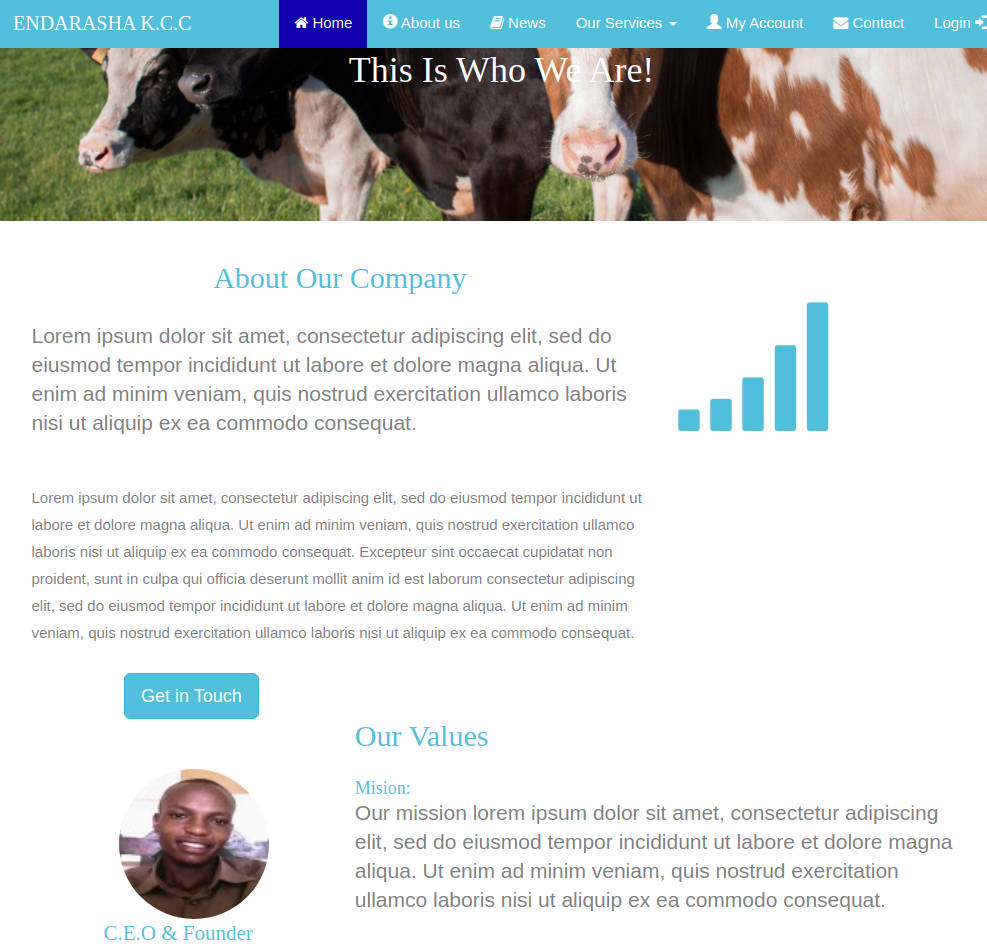 ENDARASHA K.C.C Home About us News Our Services My Account Contact Login
This Is Who We Are!
About Our Company
Lorem ipsum dolor sit amet, consectetur adipiscing elit, sed do
eiusmod tempor incididunt ut labore et dolore magna aliqua. Ut
enim ad minim veniam, quis nostrud exercitation ullamco laboris
nisi ut aliquip ex ea commodo consequat.
Lorem ipsum dolor sit amet, consectetur adipiscing elit, sed do eiusmod tempor incididunt ut
labore et dolore magna aliqua. Ut enim ad minim veniam, quis nostrud exercitation ullamco
laboris nisi ut aliquip ex ea commodo consequat. Excepteur sint occaecat cupidatat non
proident, sunt in culpa qui officia deserunt mollit anim id est laborum consectetur adipiscing
elit, sed do eiusmod tempor incididunt ut labore et dolore magna aliqua. Ut enim ad minim
veniam, quis nostrud exercitation ullamco laboris nisi ut aliquip ex ea commodo consequat.
Get in Touch
Our Values
Mision:
Our mission lorem ipsum dolor sit amet, consectetur adipiscing
elit, sed do eiusmod tempor incididunt ut labore et dolore magna
aliqua. Ut enim ad minim veniam, quis nostrud exercitation
ullamco laboris nisi ut aliquip ex ea commodo consequat.
C.E.O & Founder